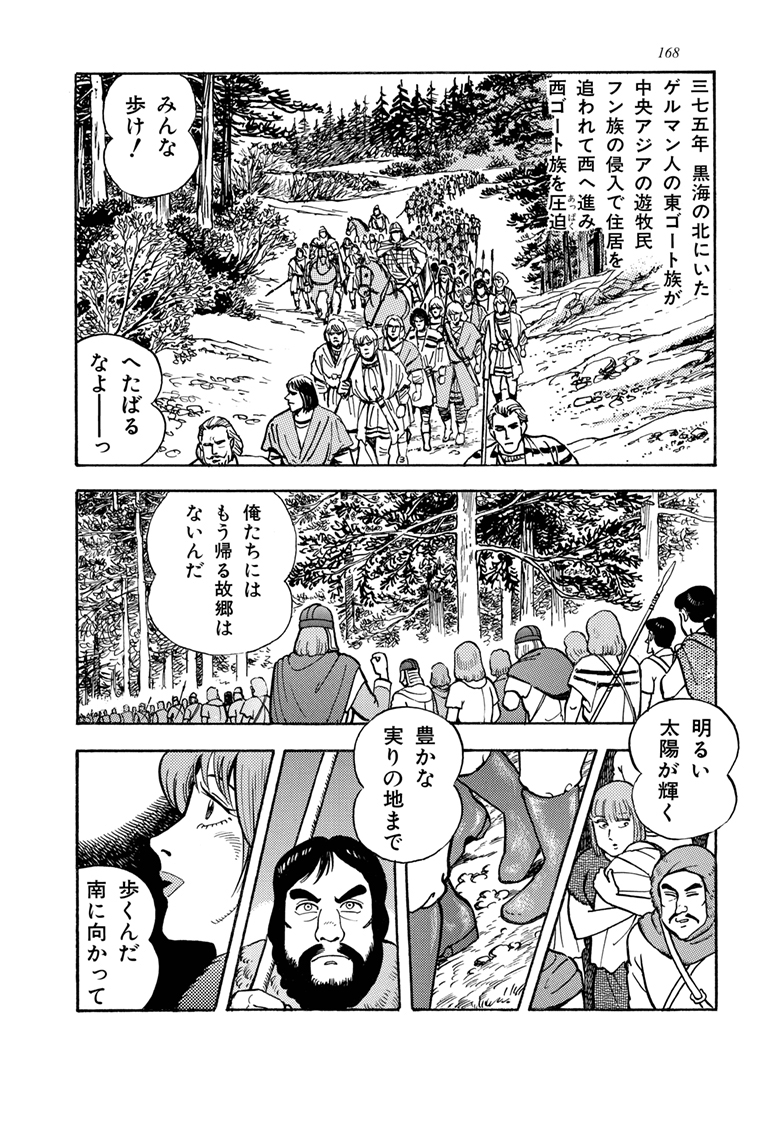 168
三七五年 黒海の北にいた
ゲルマン人の東ゴート族が
中央アジアの遊牧民
フン族の侵入で住居を
追われて西へ進み
西ゴート族を圧迫
あっぱく
みんな
歩け！
へたばる
なよ――っ
俺たちには
もう帰る故郷は
ないんだ
明るい
太陽が輝く
豊かな
実りの地まで
歩くんだ
南に向かって